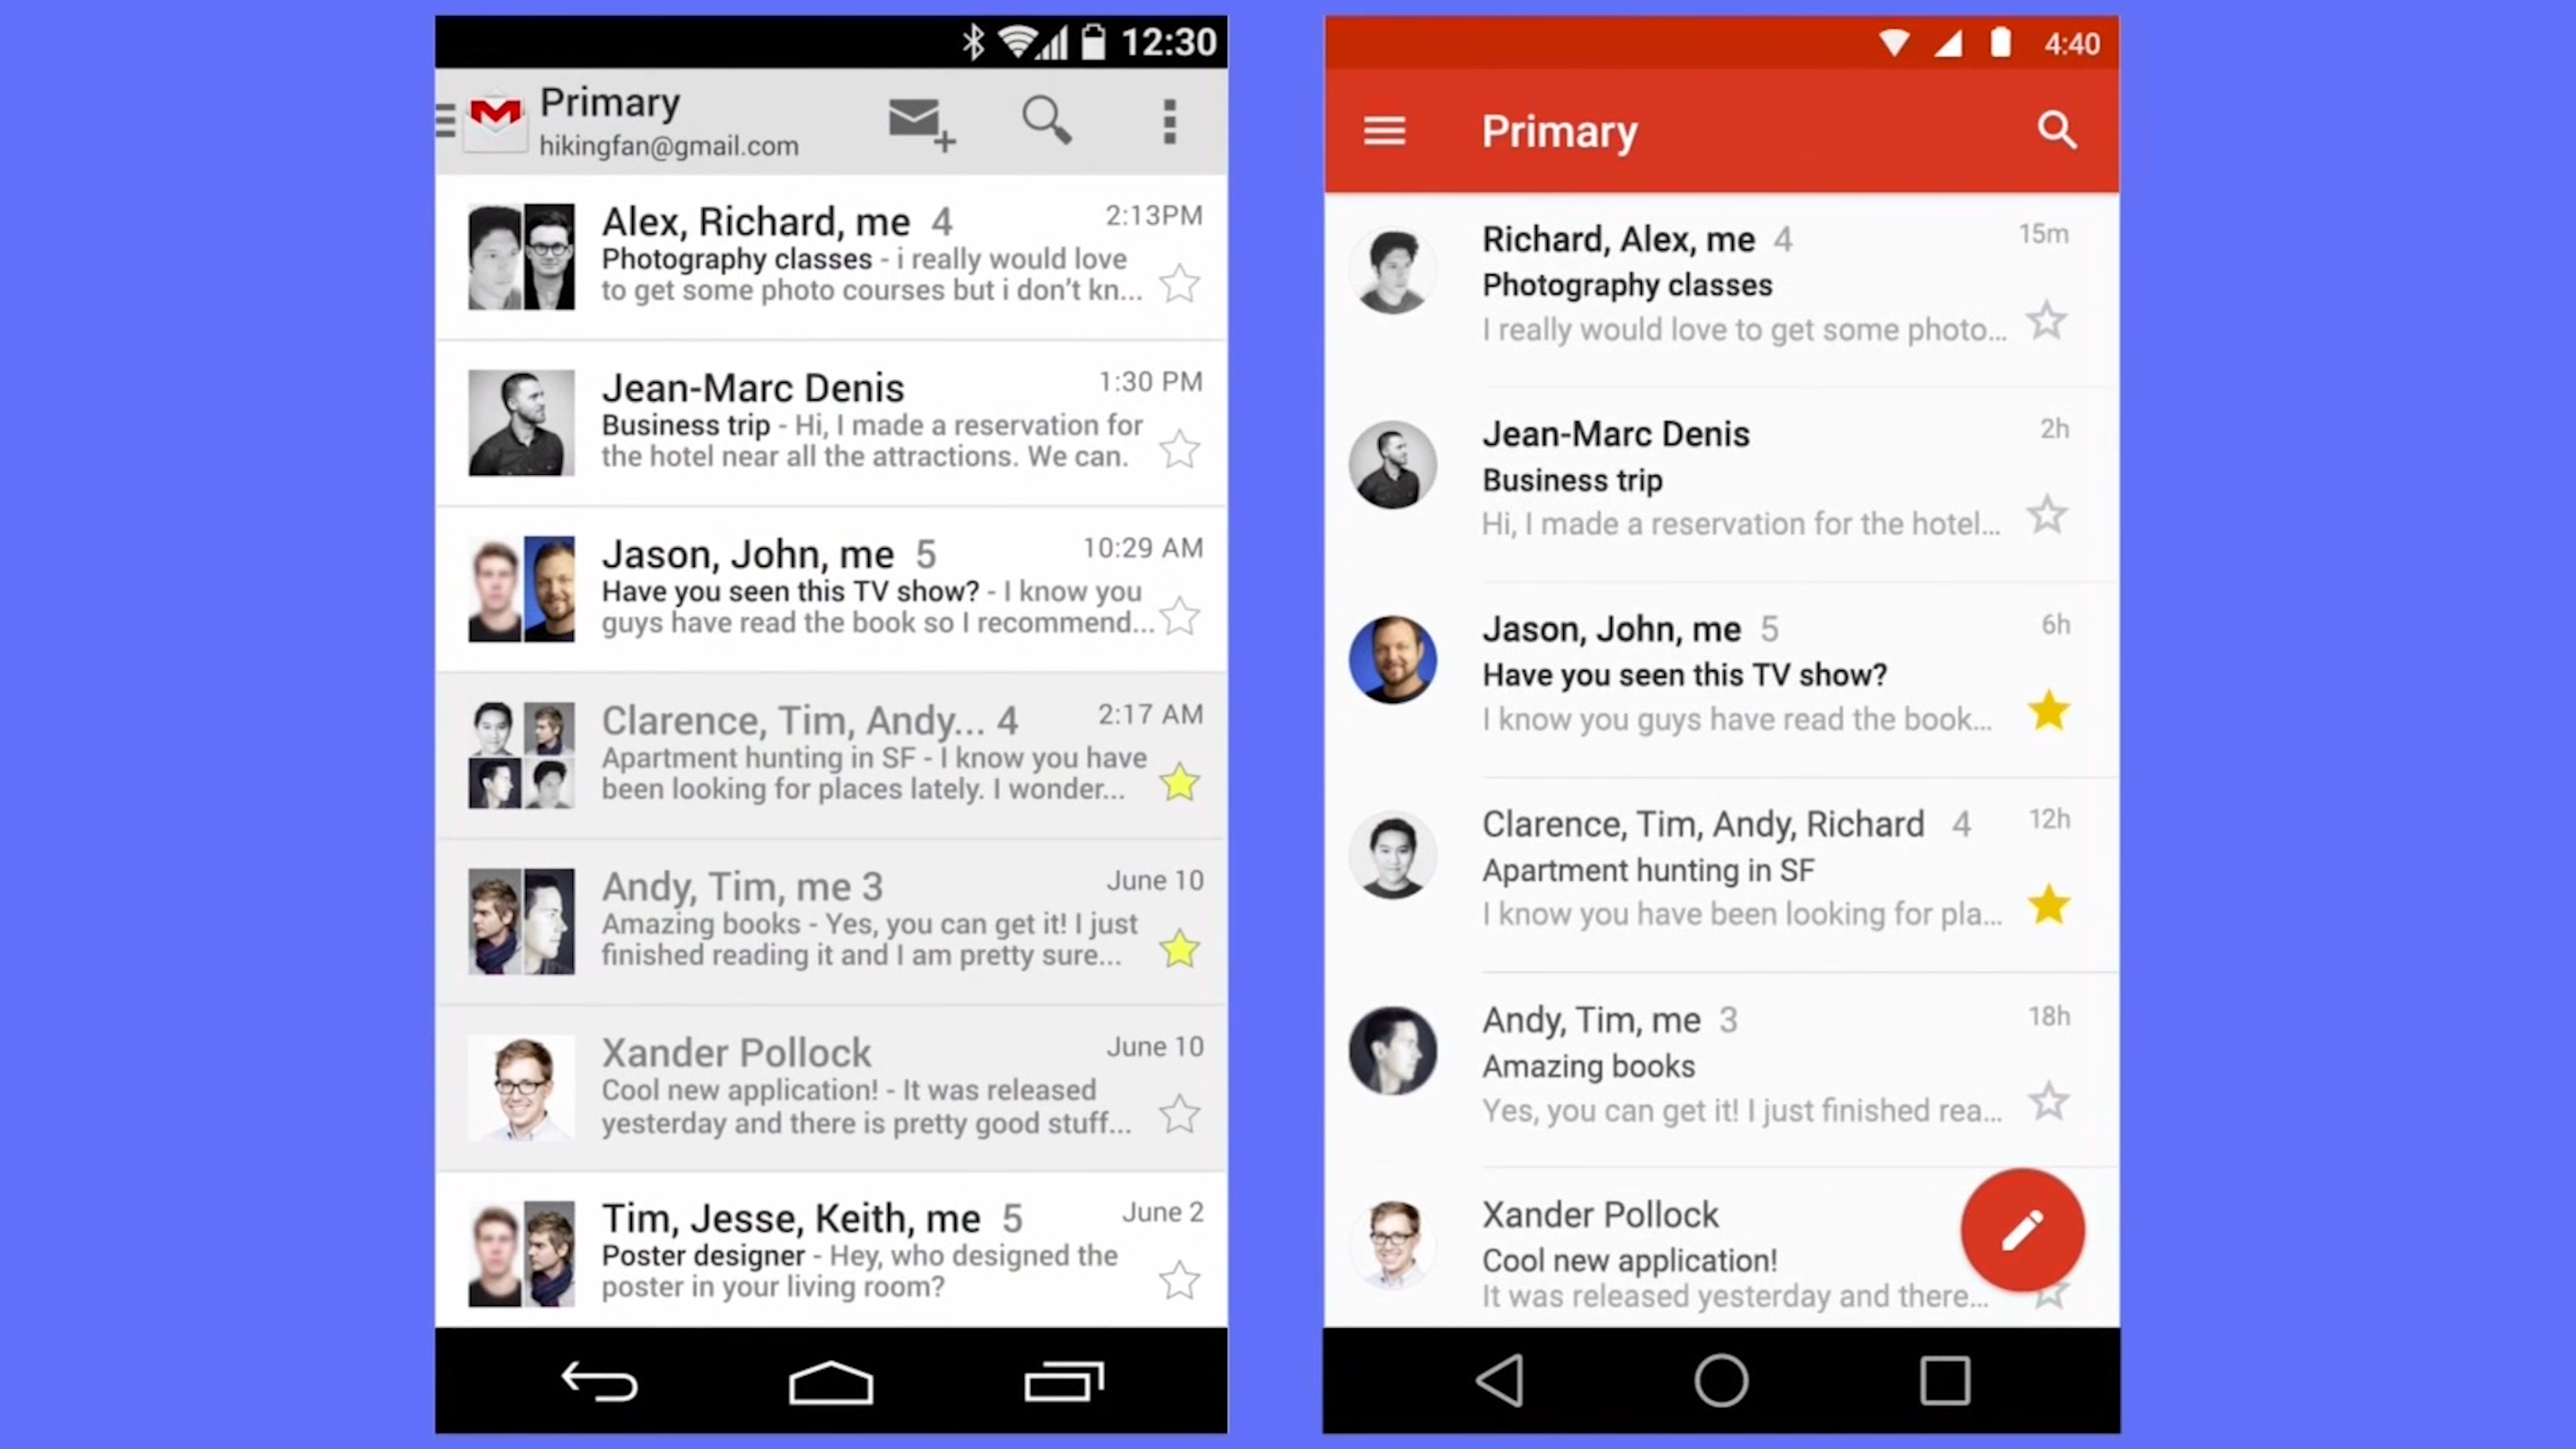 12:30
Primary
hikingfan@gmail.com
Alex, Richard, me 4
2:13PM
Photography classes - i really would love
to get some photo courses but i don't kn...
Jean-Marc Denis
1:30 PM
Business trip - Hi, I made a reservation for
the hotel near all the attractions. We can.
Jason, John, me 5
10:29 AM
Have you seen this TV show? - I know you
guys have read the book so I recommend...
Clarence, Tim, Andy... 4
2:17 AM
Apartment hunting in SF - I know you have
been looking for places lately. I wonder...
Andy, Tim, me 3
June 10
Amazing books - Yes, you can get it! I just
finished reading it and I am pretty sure...
Xander Pollock
June 10
Cool new application! - It was released
yesterday and there is pretty good stuff...
Tim, Jesse, Keith, me 5
June 2
Poster designer - Hey, who designed the
poster in your living room?
4:40
Primary
Richard, Alex, me 4
15m
Photography classes
I really would love to get some photo...
Jean-Marc Denis
2h
Business trip
Hi, I made a reservation for the hotel...
Jason, John, me 5
6h
Have you seen this TV show?
I know you guys have read the book...
Clarence, Tim, Andy, Richard 4
12h
Apartment hunting in SF
I know you have been looking for pla...
Andy, Tim, me 3
18h
Amazing books
Yes, you can get it! I just finished rea...
Xander Pollock
Cool new application!
It was released yesterday and there...